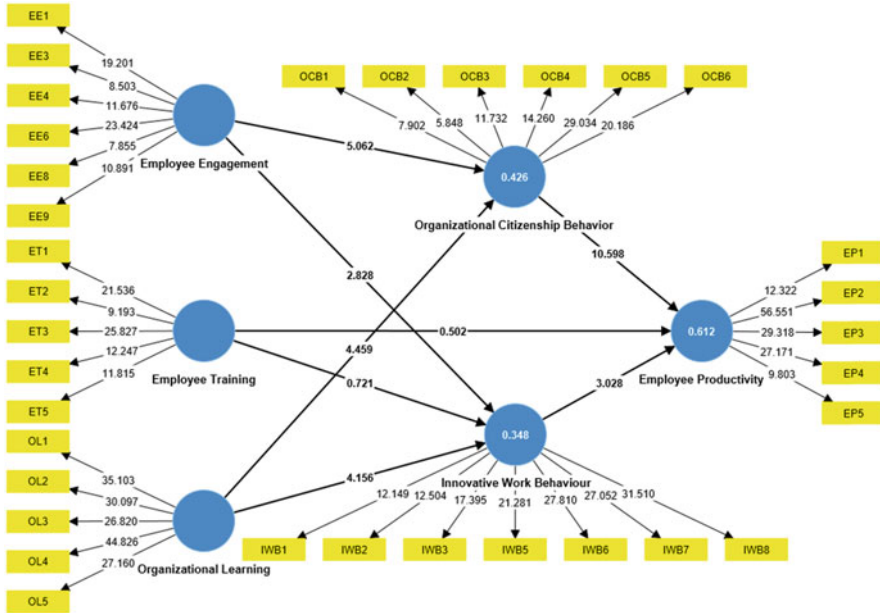 EE1
EE3
EE4
EE6
EE8
EE9
19.201
8.503
11.676
23.424
7.855
10.891
Employee Engagement
OCB1
OCB2
OCB3
OCB4
OCB5
OCB6
7.902
5.848
11.732
14.260
29.034
20.186
5.062
0.426
Organizational Citizenship Behavior
2.828
10.598
ET1
ET2
ET3
ET4
ET5
21.536
9.193
25.827
12.247
11.815
Employee Training
0.502
0.721
4.459
EP1
EP2
EP3
EP4
EP5
12.322
56.551
29.318
27.171
9.803
0.612
Employee Productivity
3.028
OL1
OL2
OL3
OL4
OL5
35.103
30.097
26.820
44.826
27.160
Organizational Learning
4.156
0.348
Innovative Work Behaviour
12.149
12.504
17.395
21.281
27.810
27.052
31.510
IWB1
IWB2
IWB3
IWB5
IWB6
IWB7
IWB8